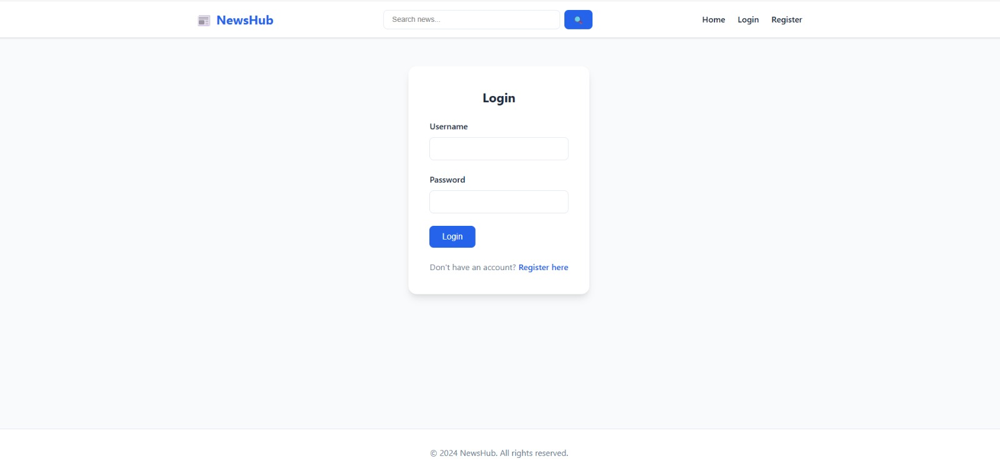 NewsHub
Search news...
Home Login Register
Login
Username
Password
Login
Don't have an account? Register here
© 2024 NewsHub. All rights reserved.